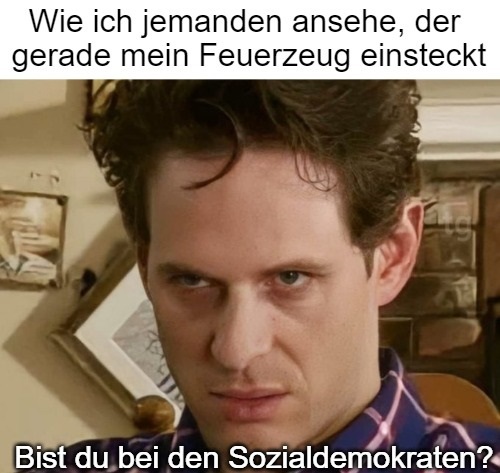 Wie ich jemanden ansehe, der
gerade mein Feuerzeug einsteckt
Bist du bei den Sozialdemokraten?